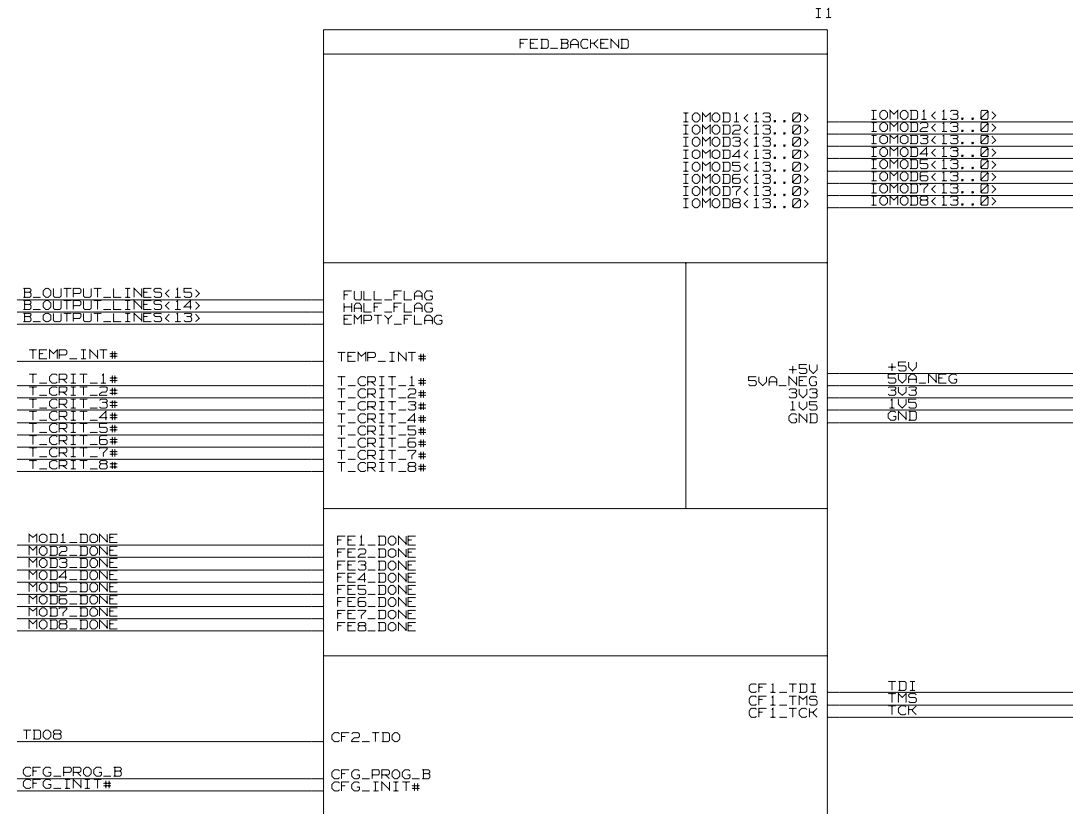 I1
FED_BACKEND
IOMOD1<13..0> IOMOD1<13..0>
IOMOD2<13..0> IOMOD2<13..0>
IOMOD3<13..0> IOMOD3<13..0>
IOMOD4<13..0> IOMOD4<13..0>
IOMOD5<13..0> IOMOD5<13..0>
IOMOD6<13..0> IOMOD6<13..0>
IOMOD7<13..0> IOMOD7<13..0>
IOMOD8<13..0> IOMOD8<13..0>
B_OUTPUT_LINES<15> FULL_FLAG
B_OUTPUT_LINES<14> HALF_FLAG
B_OUTPUT_LINES<13> EMPTY_FLAG
TEMP_INT# TEMP_INT#
T_CRIT_1# T_CRIT_1#
T_CRIT_2# T_CRIT_2#
T_CRIT_3# T_CRIT_3#
T_CRIT_4# T_CRIT_4#
T_CRIT_5# T_CRIT_5#
T_CRIT_6# T_CRIT_6#
T_CRIT_7# T_CRIT_7#
T_CRIT_8# T_CRIT_8#
+5V +5V
5VA_NEG 5VA_NEG
3V3 3V3
1V5 1V5
GND GND
MOD1_DONE FE1_DONE
MOD2_DONE FE2_DONE
MOD3_DONE FE3_DONE
MOD4_DONE FE4_DONE
MOD5_DONE FE5_DONE
MOD6_DONE FE6_DONE
MOD7_DONE FE7_DONE
MOD8_DONE FE8_DONE
CF1_TDI TDI
CF1_TMS TMS
CF1_TCK TCK
TDO8 CF2_TDO
CFG_PROG_B CFG_PROG_B
CFG_INIT# CFG_INIT#